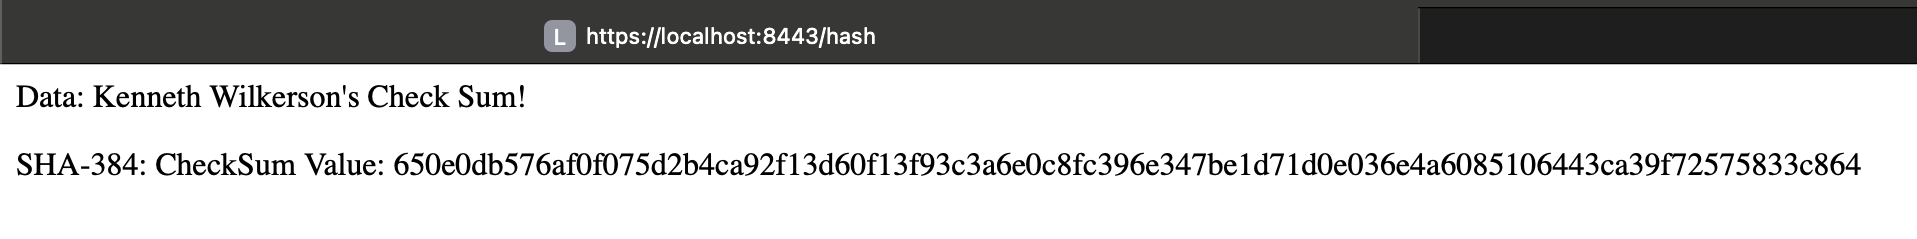 L https://localhost:8443/hash
Data: Kenneth Wilkerson's Check Sum!
SHA-384: CheckSum Value: 650e0db576af0f075d2b4ca92f13d60f13f93c3a6e0c8fc396e347be1d71d0e036e4a6085106443ca39f72575833c864